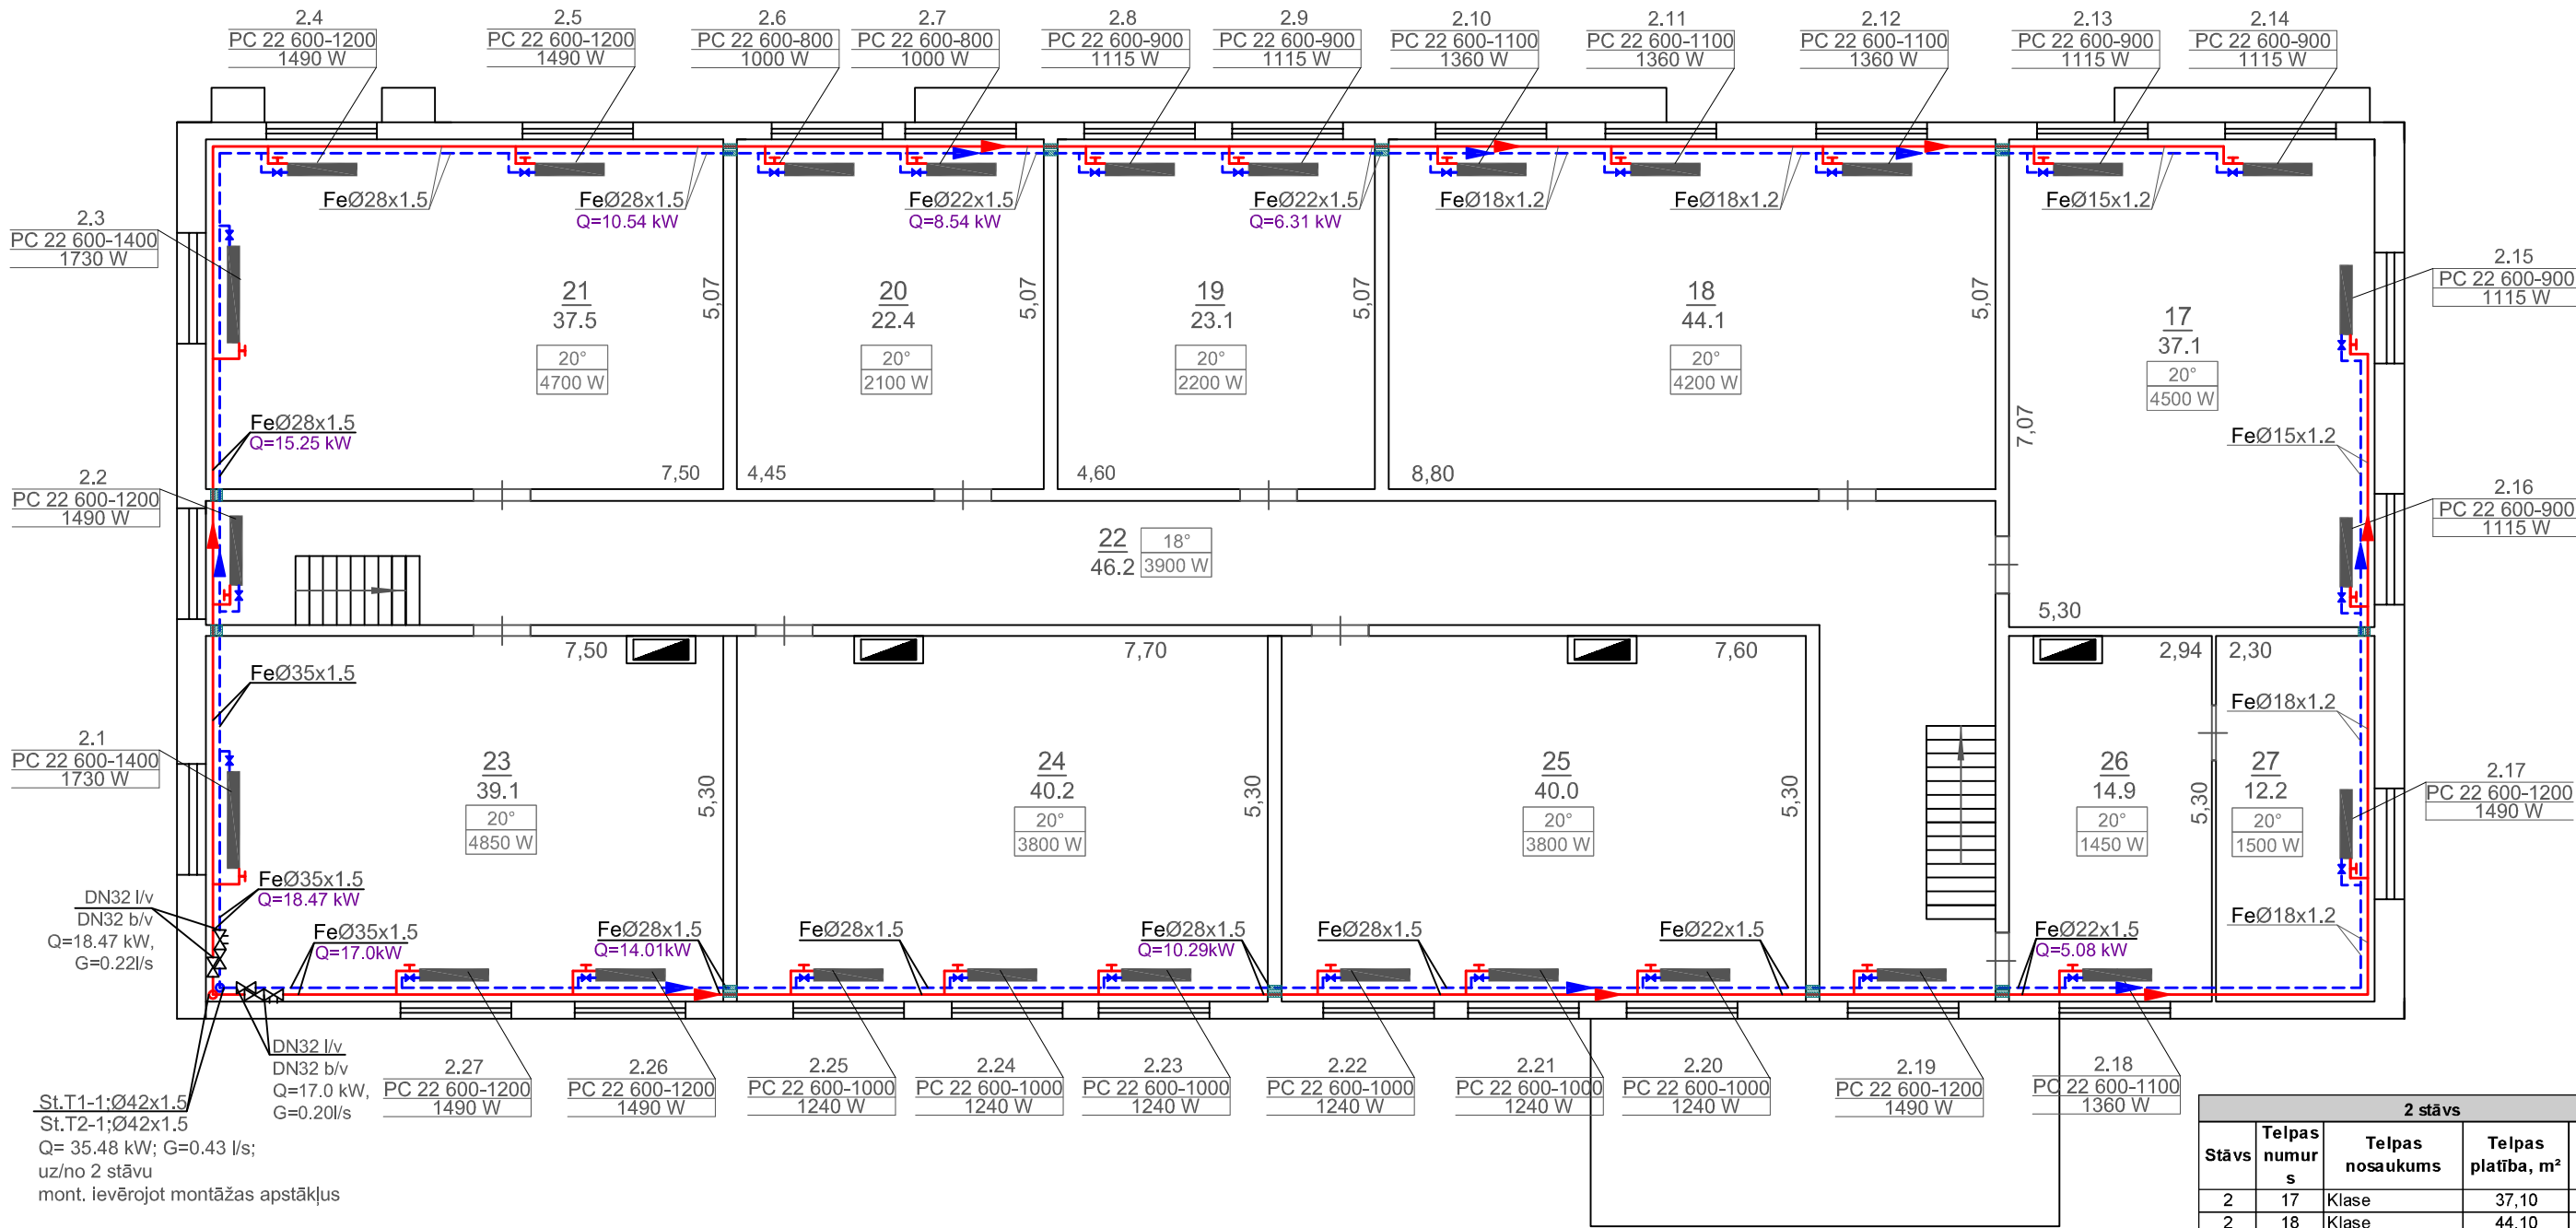 2.4
PC 22 600-1200
1490 W
2.5
PC 22 600-1200
1490 W
2.6
PC 22 600-800
1000 W
2.7
PC 22 600-800
1000 W
2.8
PC 22 600-900
1115 W
2.9
PC 22 600-900
1115 W
2.10
PC 22 600-1100
1360 W
2.11
PC 22 600-1100
1360 W
2.12
PC 22 600-1100
1360 W
2.13
PC 22 600-900
1115 W
2.14
PC 22 600-900
1115 W
FeØ28x1.5
FeØ28x1.5
Q=10.54 kW
FeØ22x1.5
Q=8.54 kW
FeØ22x1.5
Q=6.31 kW
FeØ18x1.2
FeØ18x1.2
FeØ15x1.2
2.3
PC 22 600-1400
1730 W
21
37.5
20°
4700 W
5,07
20
22.4
20°
2100 W
5,07
19
23.1
20°
2200 W
5,07
18
44.1
20°
4200 W
5,07
17
37.1
20°
4500 W
7,07
2.15
PC 22 600-900
1115 W
FeØ28x1.5
Q=15.25 kW
FeØ15x1.2
7,50
4,45
4,60
8,80
2.2
PC 22 600-1200
1490 W
2.16
PC 22 600-900
1115 W
22
46.2
18°
3900 W
5,30
7,50
7,70
7,60
2,94
2,30
FeØ35x1.5
FeØ18x1.2
2.1
PC 22 600-1400
1730 W
23
39.1
20°
4850 W
5,30
24
40.2
20°
3800 W
5,30
25
40.0
20°
3800 W
5,30
26
14.9
20°
1450 W
5,30
27
12.2
20°
1500 W
2.17
PC 22 600-1200
1490 W
FeØ35x1.5
Q=18.47 kW
DN32 l/v
DN32 b/v
Q=18.47 kW,
G=0.22l/s
FeØ35x1.5
Q=17.0kW
FeØ28x1.5
Q=14.01kW
FeØ28x1.5
FeØ28x1.5
Q=10.29kW
FeØ28x1.5
FeØ22x1.5
FeØ22x1.5
Q=5.08 kW
FeØ18x1.2
DN32 l/v
DN32 b/v
Q=17.0 kW,
G=0.20l/s
2.27
PC 22 600-1200
1490 W
2.26
PC 22 600-1200
1490 W
2.25
PC 22 600-1000
1240 W
2.24
PC 22 600-1000
1240 W
2.23
PC 22 600-1000
1240 W
2.22
PC 22 600-1000
1240 W
2.21
PC 22 600-1000
1240 W
2.20
PC 22 600-1000
1240 W
2.19
PC 22 600-1200
1490 W
2.18
PC 22 600-1100
1360 W
St.T1-1;Ø42x1.5
St.T2-1;Ø42x1.5
Q= 35.48 kW; G=0.43 l/s;
uz/no 2 stāvu
mont. ievērojot montāžas apstākļus
2 stāvs
Stāvs
Telpas
numur
s
Telpas
nosaukums
Telpas
platība, m²
2 17 Klase 37,10
2 18 Klase 44,10